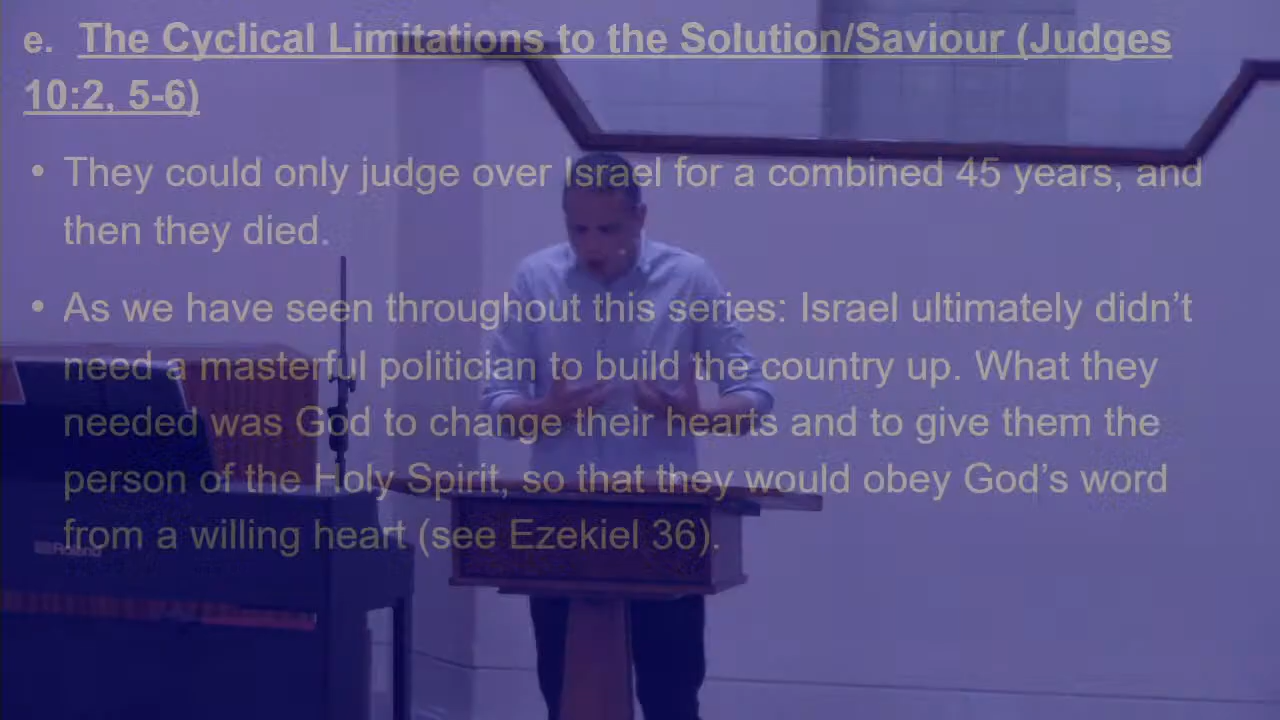 e. The Cyclical Limitations to the Solution/Saviour (Judges
10:2, 5-6)
• They could only judge over Israel for a combined 45 years, and
then they died.
• As we have seen throughout this series: Israel ultimately didn’t
need a masterful politician to build the country up. What they
needed was God to change their hearts and to give them the
person of the Holy Spirit, so that they would obey God’s word
from a willing heart (see Ezekiel 36).
Roland